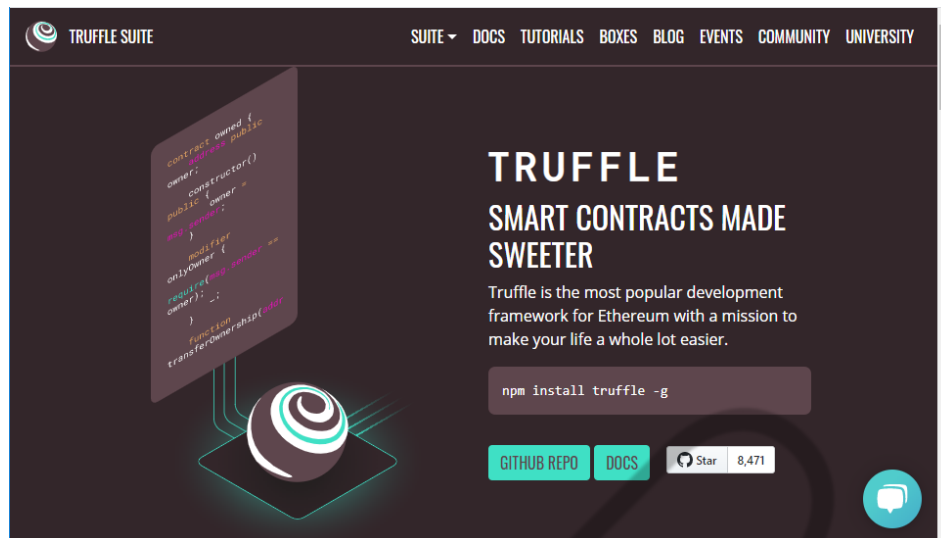 TRUFFLE SUITE
SUITE DOCS TUTORIALS BOXES BLOG EVENTS COMMUNITY UNIVERSITY
contract owned {
address public
owner;
constructor()
public {
owner =
msg.sender;
}
modifier
onlyOwner {
require(msg.sender ==
owner);
_;
}
function
transferOwnership(addr
TRUFFLE
SMART CONTRACTS MADE
SWEETER
Truffle is the most popular development
framework for Ethereum with a mission to
make your life a whole lot easier.
npm install truffle -g
GITHUB REPO DOCS Star 8,471